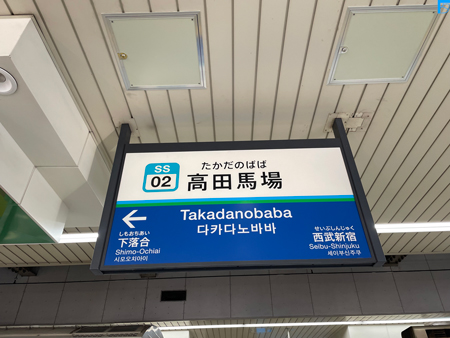 SS
02
たかだのばば
高田馬場
Takadanobaba
다카다노바바
しもおちあい
下落合
Shimo-Ochiai
시모오치아이
せいぶしんじゅく
西武新宿
Seibu-Shinjuku
세이부신주쿠